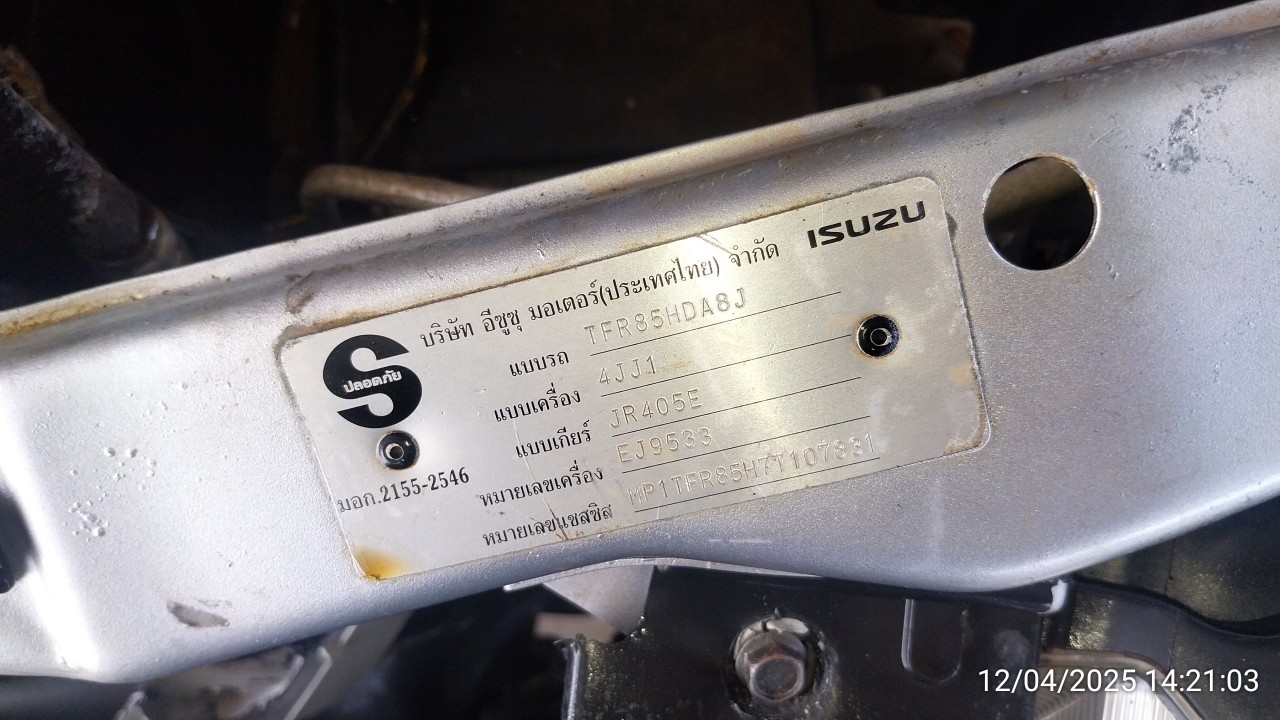 ISUZU
บริษัท อีซูซุ มอเตอร์(ประเทศไทย) จำกัด
ปลอดภัย
มอก.2155-2546
แบบรถ TFR85HDA8J
แบบเครื่อง 4JJ1
แบบเกียร์ JR405E
หมายเลขเครื่อง EJ9533
หมายเลขแชสซิส MP1TFR85H7T107831
12/04/2025 14:21:03